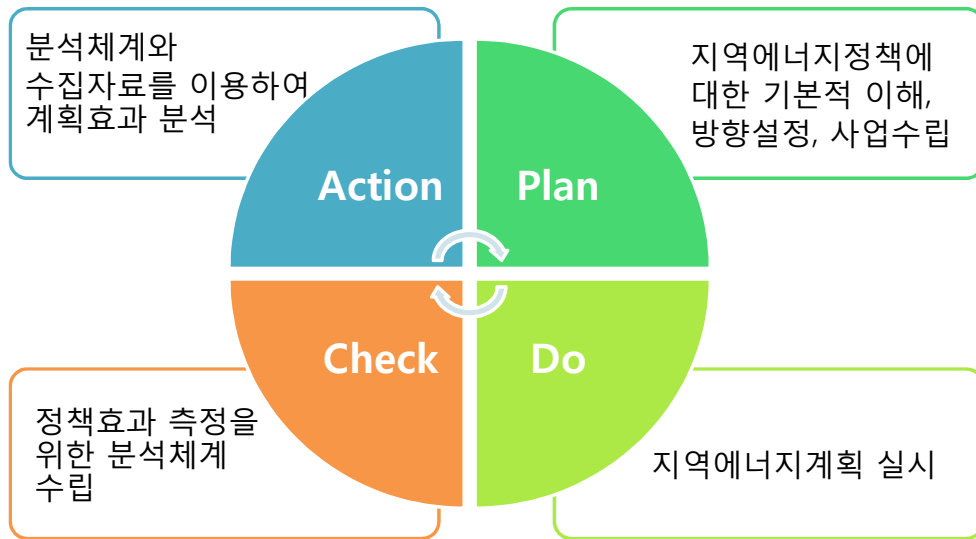 분석체계와
수집자료를 이용하여
계획효과 분석
지역에너지정책에
대한 기본적 이해,
방향설정, 사업수립
Action
Plan
Check
Do
정책효과 측정을
위한 분석체계
수립
지역에너지계획 실시